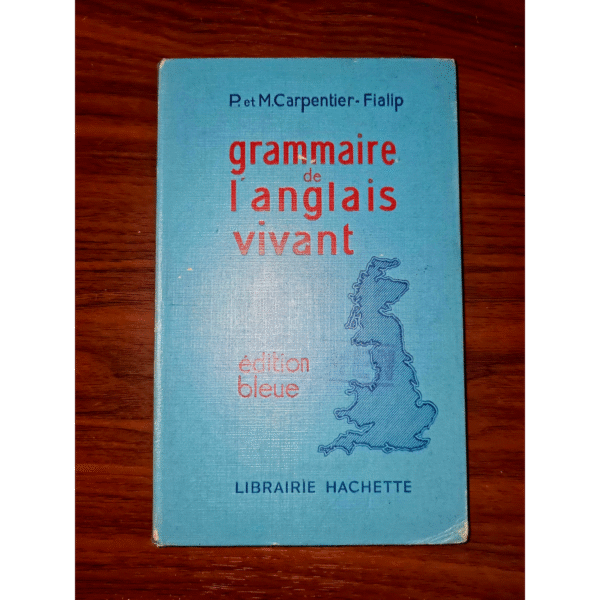 P. et M. Carpentier-Fialip
grammaire
de
l'anglais
vivant
édition
bleue
LIBRAIRIE HACHETTE